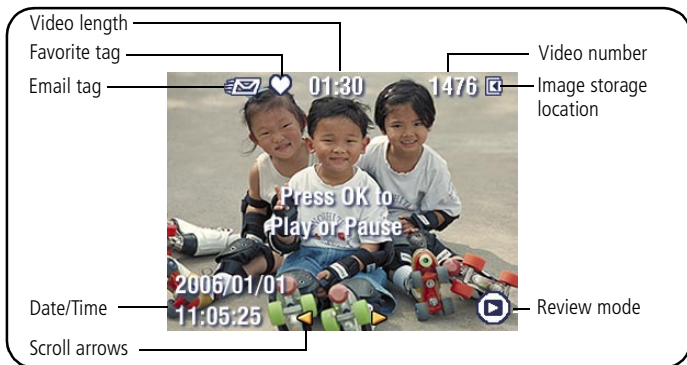 Video length
Favorite tag
Email tag
Video number
Image storage
location
01:30
1476
Press OK to
Play or Pause
2006/01/01
11:05:25
Date/Time
Review mode
Scroll arrows